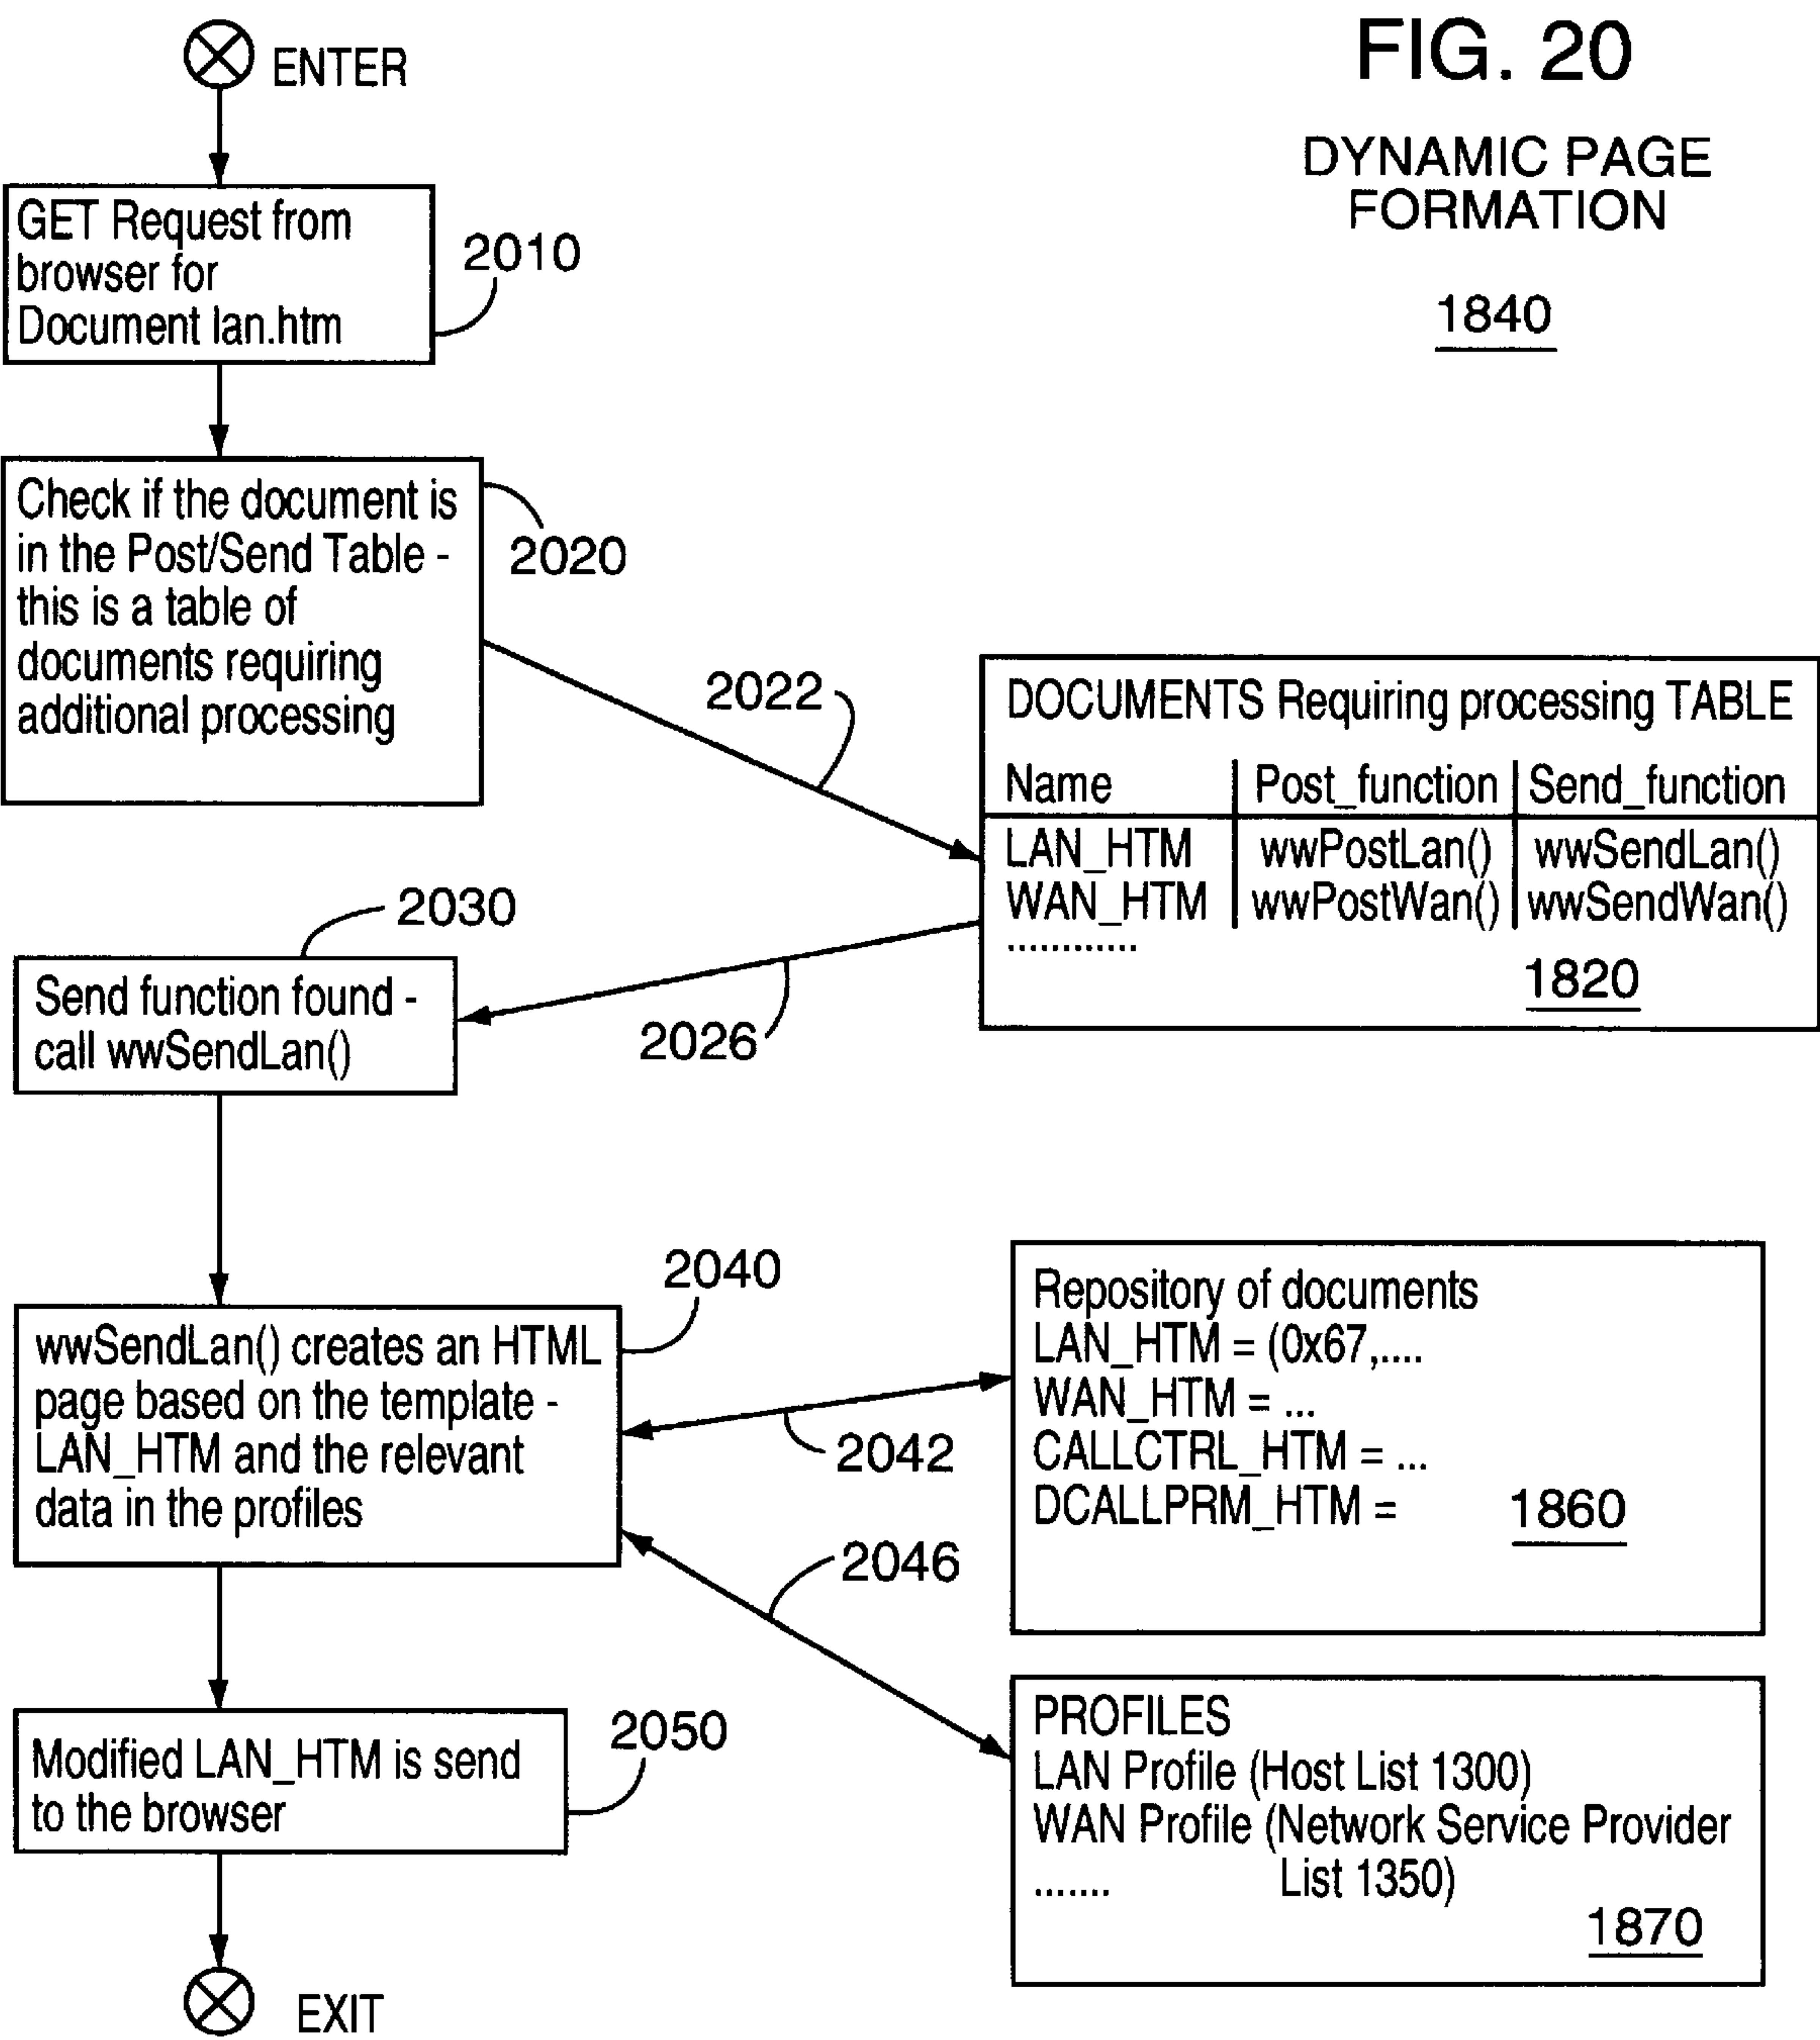 FIG. 20
DYNAMIC PAGE
FORMATION
1840
ENTER
GET Request from
browser for
Document lan.htm
2010
Check if the document is
in the Post/Send Table -
this is a table of
documents requiring
additional processing
2020
2022
DOCUMENTS Requiring processing TABLE
Name Post_function Send_function
LAN_HTM wwPostLan() wwSendLan()
WAN_HTM wwPostWan() wwSendWan()
............
1820
2026
2030
Send function found -
call wwSendLan()
2040
wwSendLan() creates an HTML
page based on the template -
LAN_HTM and the relevant
data in the profiles
2042
Repository of documents
LAN_HTM = (0x67,....
WAN_HTM = ...
CALLCTRL_HTM = ...
DCALLPRM_HTM =
1860
2046
PROFILES
LAN Profile (Host List 1300)
WAN Profile (Network Service Provider
....... List 1350)
1870
2050
Modified LAN_HTM is send
to the browser
EXIT